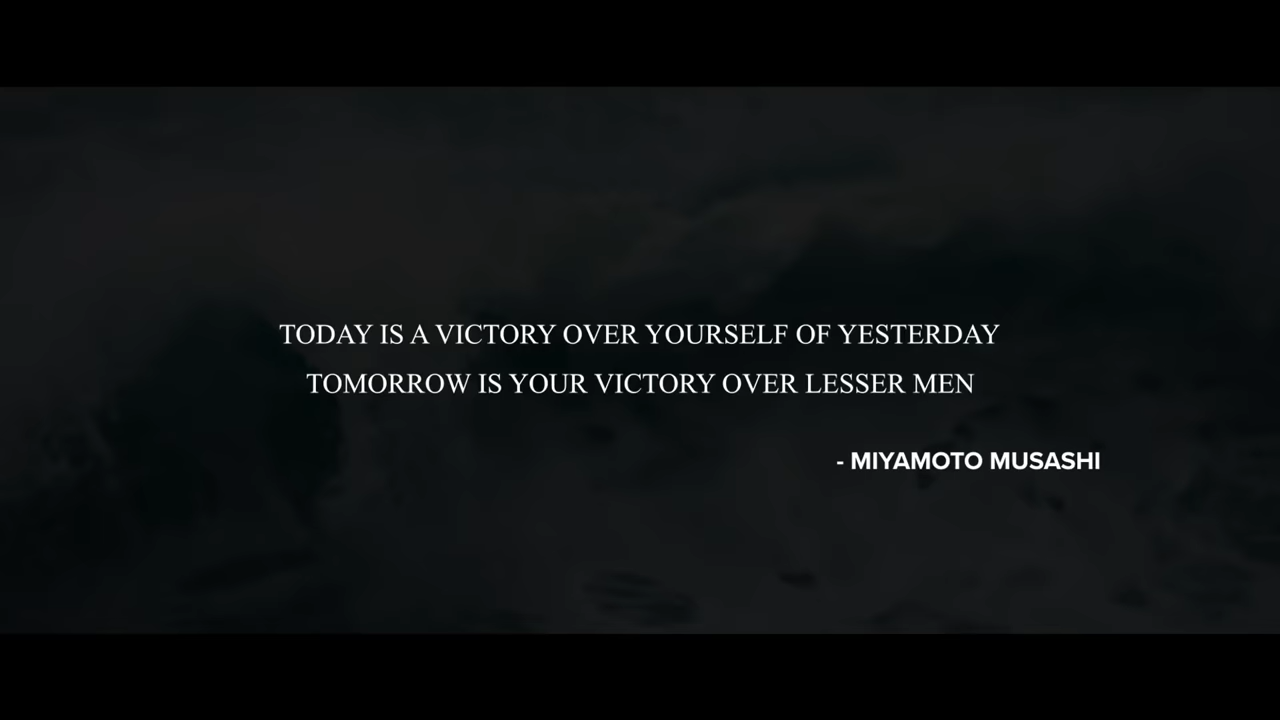 TODAY IS A VICTORY OVER YOURSELF OF YESTERDAY
TOMORROW IS YOUR VICTORY OVER LESSER MEN
- MIYAMOTO MUSASHI